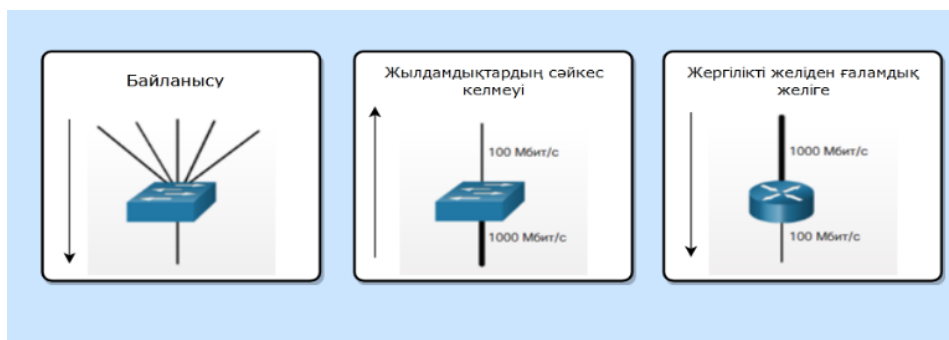 Байланысу
Жылдамдықтардың сәйкес
келмеуі
100 Мбит/с
1000 Мбит/с
Жергілікті желіден ғаламдық
желіге
1000 Мбит/с
100 Мбит/с